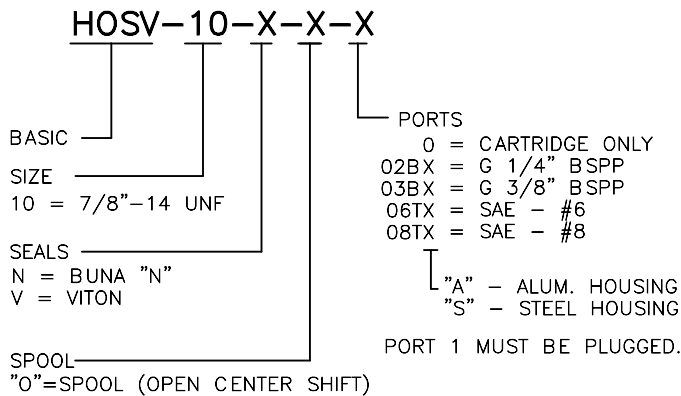 HOSV-10-X-X-X
BASIC
SIZE
10 = 7/8"-14 UNF
SEALS
N = BUNA "N"
V = VITON
SPOOL
"O"=SPOOL (OPEN CENTER SHIFT)
PORTS
0 = CARTRIDGE ONLY
02BX = G 1/4" BSPP
03BX = G 3/8" BSPP
06TX = SAE - #6
08TX = SAE - #8
"A" - ALUM. HOUSING
"S" - STEEL HOUSING
PORT 1 MUST BE PLUGGED.